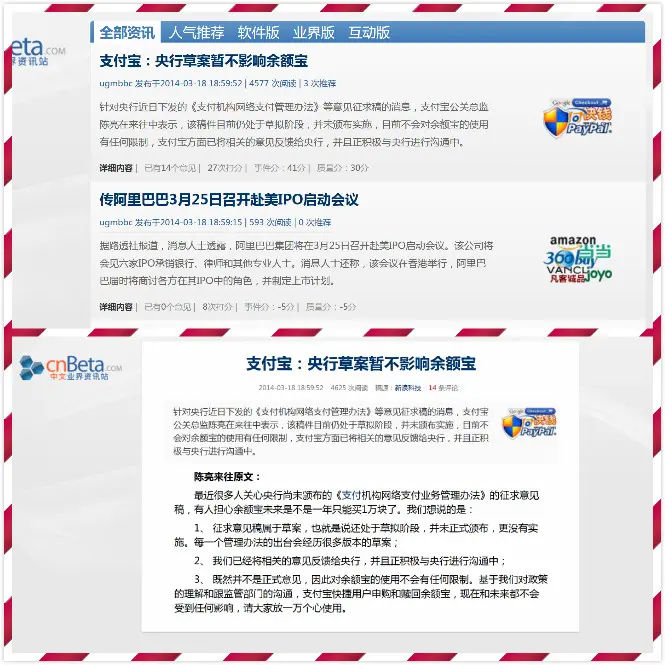 eta.COM
界资讯站
全部资讯 人气推荐 软件版 业界版 互动版
支付宝：央行草案暂不影响余额宝
ugmbbc 发布于2014-03-18 18:59:52 | 4577 次阅读 | 3 次推荐
针对央行近日下发的《支付机构网络支付管理办法》等意见征求稿的消息，支付宝公关总监
陈亮在来往中表示，该稿件目前仍处于草拟阶段，并未颁布实施，目前不会对余额宝的使用
有任何限制，支付宝方面已将相关的意见反馈给央行，并且正积极与央行进行沟通中。
Google Checkout
快钱
PayPal
详细内容 | 已有14个意见 | 27次打分 | 事件分：41分 | 质量分：30分
传阿里巴巴3月25日召开赴美IPO启动会议
ugmbbc 发布于2014-03-18 18:59:15 | 593 次阅读 | 0 次推荐
据路透社报道，消息人士透露，阿里巴巴集团将在3月25日召开赴美IPO启动会议。该公司将
会见六家IPO承销银行、律师和其他专业人士。消息人士还称，该会议在香港举行，阿里巴
巴届时将商讨各方在其IPO中的角色，并制定上市计划。
amazon
当当
360buy
VANCL
凡客诚品 joyo
详细内容 | 已有0个意见 | 8次打分 | 事件分：-5分 | 质量分：-5分
cnBeta.COM
中文业界资讯站
支付宝：央行草案暂不影响余额宝
2014-03-18 18:59:52 4625 次阅读 稿源：新浪科技 14 条评论
针对央行近日下发的《支付机构网络支付管理办法》等意见征求稿的消息，支付宝
公关总监陈亮在来往中表示，该稿件目前仍处于草拟阶段，并未颁布实施，目前不
会对余额宝的使用有任何限制，支付宝方面已将相关的意见反馈给央行，并且正积
极与央行进行沟通中。
Google Checkout
快钱
PayPal
陈亮来往原文：
最近很多人关心央行尚未颁布的《支付机构网络支付业务管理办法》的征求意见
稿，有人担心余额宝未来是不是一年只能买1万块了。我们想说的是：
1、 征求意见稿属于草案，也就是说还处于草拟阶段，并未正式颁布，更没有实
施。每一个管理办法的出台会经历很多版本的草案；
2、 我们已经将相关的意见反馈给央行，并且正积极与央行进行沟通中；
3、 既然并不是正式意见，因此对余额宝的使用不会有任何限制。基于我们对政策
的理解和跟监管部门的沟通，支付宝快捷用户申购和赎回余额宝，现在和未来都不会
受到任何影响，请大家放一万个心使用。